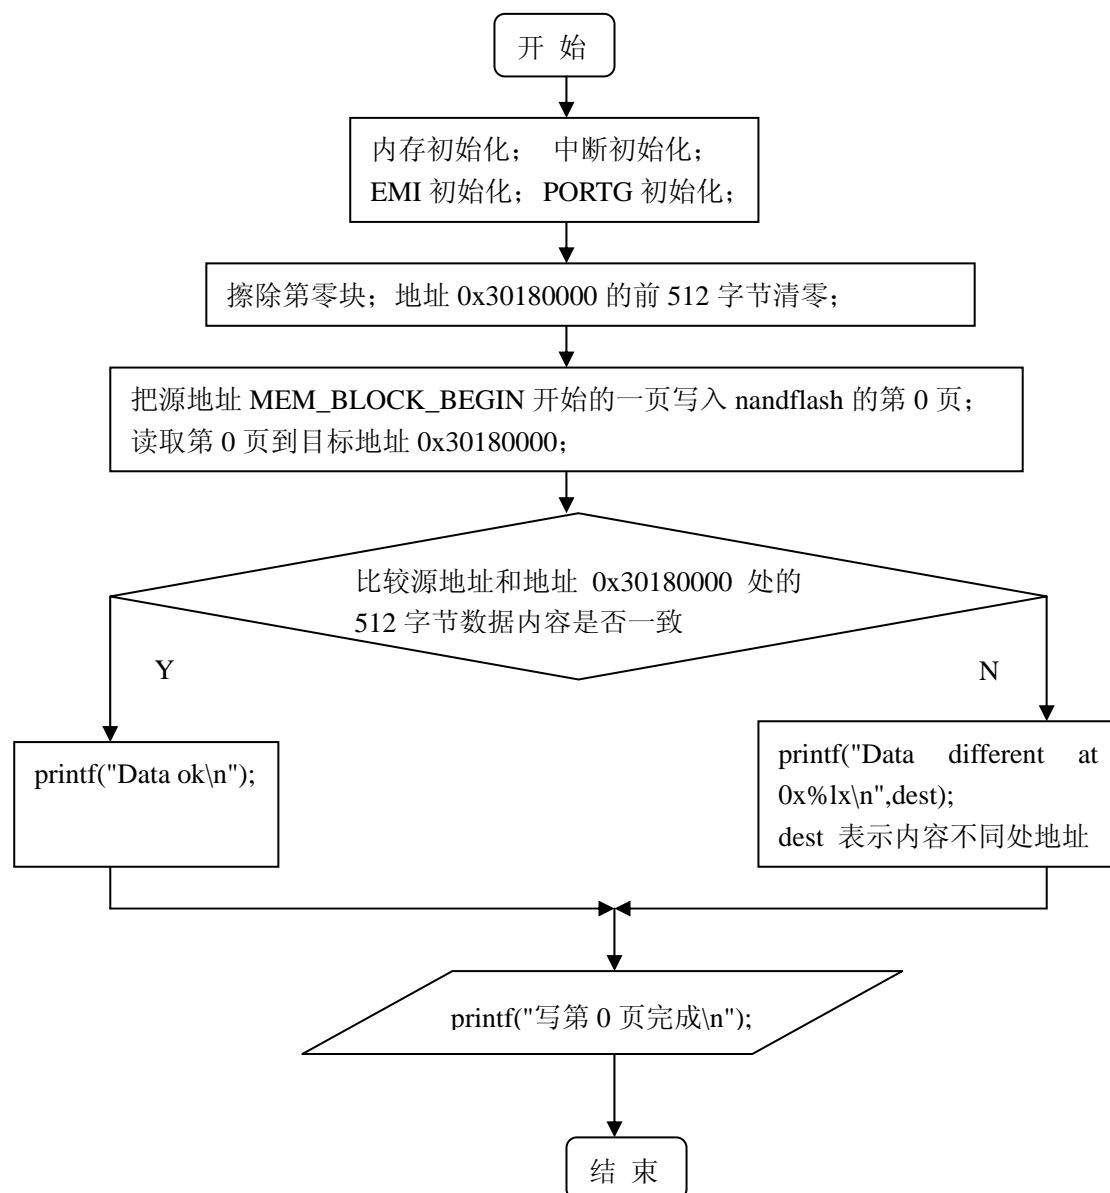 开 始
内存初始化； 中断初始化；
EMI 初始化；PORTG 初始化；
擦除第零块；地址 0x30180000 的前 512 字节清零；
把源地址 MEM_BLOCK_BEGIN 开始的一页写入 nandflash 的第 0 页；
读取第 0 页到目标地址 0x30180000；
比较源地址和地址 0x30180000 处的
512 字节数据内容是否一致
Y
N
printf("Data ok\n");
printf("Data different at
0x%lx\n",dest);
dest 表示内容不同处地址
printf("写第 0 页完成\n");
结 束